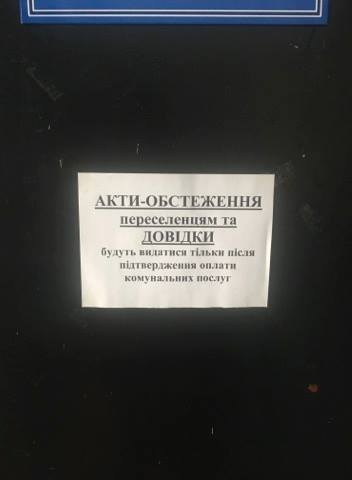 АКТИ-ОБСТЕЖЕННЯ
переселенцям та
ДОВІДКИ
будуть видатися тільки після
підтвердження оплати
комунальних послуг